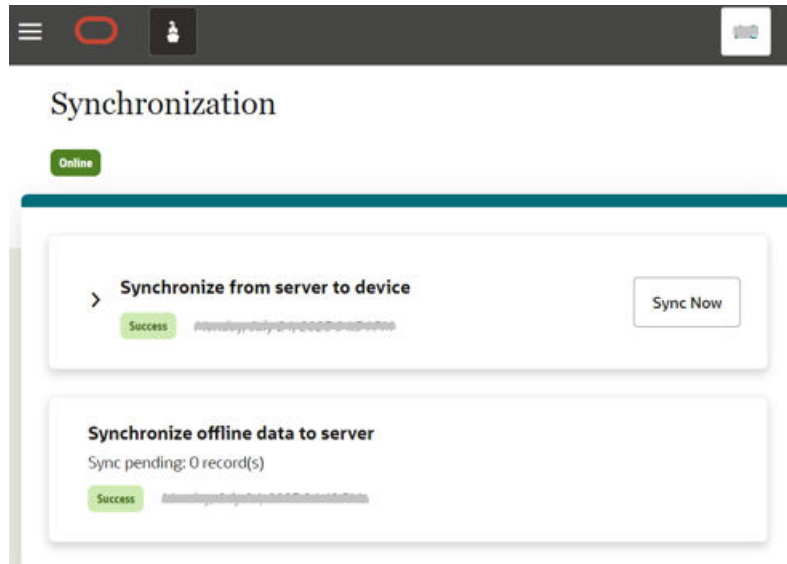 Synchronization
Online
Synchronize from server to device
Sync Now
Success
Synchronize offline data to server
Sync pending: 0 record(s)
Success